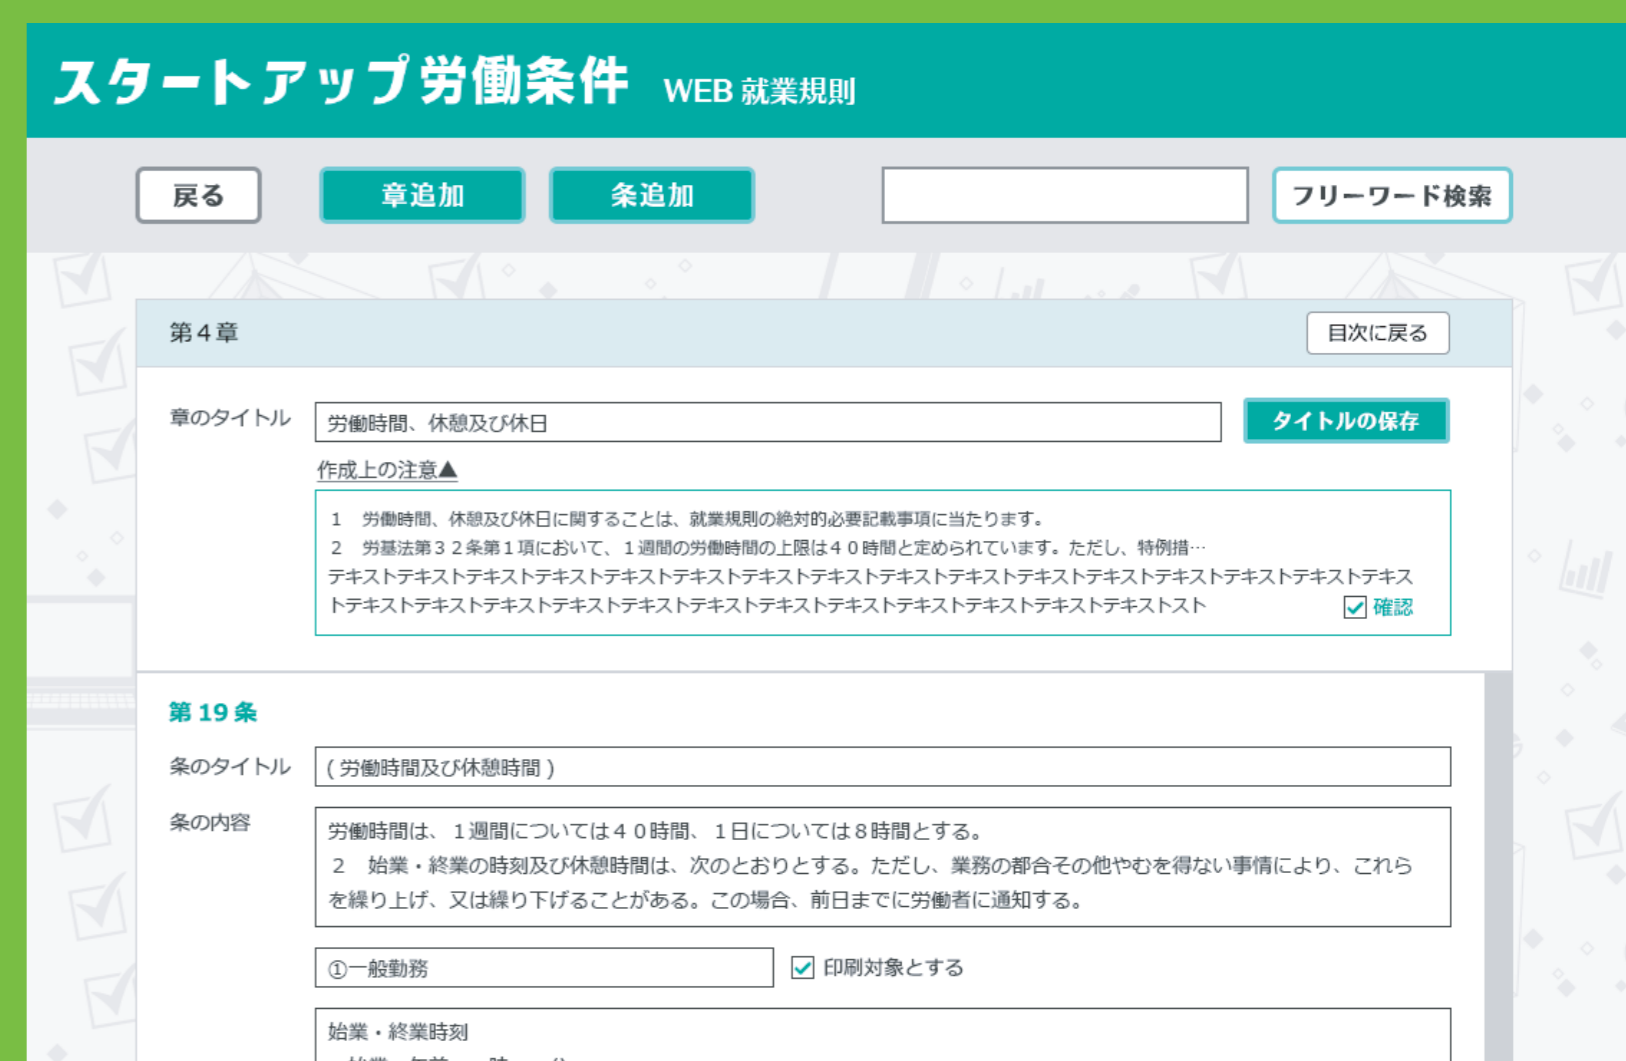 スタートアップ労働条件 WEB 就業規則
戻る 章追加 条追加 フリーワード検索
第４章 目次に戻る
章のタイトル 労働時間、休憩及び休日 タイトルの保存
作成上の注意▲
１　労働時間、休憩及び休日に関することは、就業規則の絶対的必要記載事項に当たります。
２　労基法第３２条第１項において、１週間の労働時間の上限は４０時間と定められています。ただし、特例措…
テキストテキストテキストテキストテキストテキストテキストテキストテキストテキストテキストテキストテキストテキストテキストテキス
トテキストテキストテキストテキストテキストテキストテキストテキストテキストテキストテキストテキストスト 確認
第 19 条
条のタイトル ( 労働時間及び休憩時間 )
条の内容 労働時間は、１週間については４０時間、１日については８時間とする。
２　始業・終業の時刻及び休憩時間は、次のとおりとする。ただし、業務の都合その他やむを得ない事情により、これら
を繰り上げ、又は繰り下げることがある。この場合、前日までに労働者に通知する。
①一般勤務 印刷対象とする
始業・終業時刻